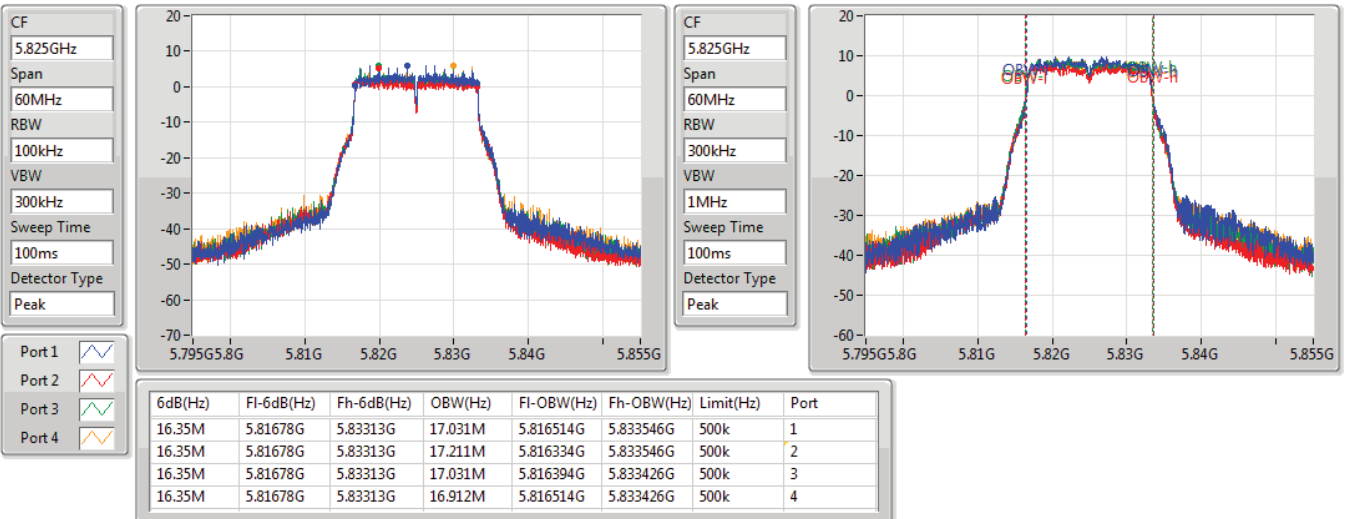 CF
5.825GHz
Span
60MHz
RBW
100kHz
VBW
300kHz
Sweep Time
100ms
Detector Type
Peak
20
10
0
-10
-20
-30
-40
-50
-60
-70
5.795G 5.8G 5.81G 5.82G 5.83G 5.84G 5.855G
CF
5.825GHz
Span
60MHz
RBW
300kHz
VBW
1MHz
Sweep Time
100ms
Detector Type
Peak
20
10
0
-10
-20
-30
-40
-50
-60
OBW-l OBW-h
5.795G 5.8G 5.81G 5.82G 5.83G 5.84G 5.855G
Port 1
Port 2
Port 3
Port 4
6dB(Hz) Fl-6dB(Hz) Fh-6dB(Hz) OBW(Hz) Fl-OBW(Hz) Fh-OBW(Hz) Limit(Hz) Port
16.35M 5.81678G 5.83313G 17.031M 5.816514G 5.833546G 500k 1
16.35M 5.81678G 5.83313G 17.211M 5.816334G 5.833546G 500k 2
16.35M 5.81678G 5.83313G 17.031M 5.816394G 5.833426G 500k 3
16.35M 5.81678G 5.83313G 16.912M 5.816514G 5.833426G 500k 4